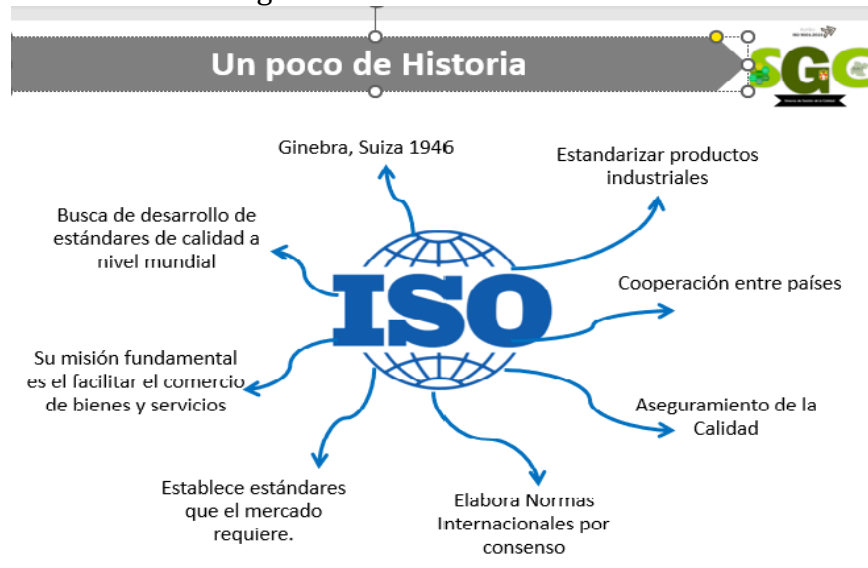 Un poco de Historia
SGC
Ginebra, Suiza 1946
Estandarizar productos
industriales
Busca de desarrollo de
estándares de calidad a
nivel mundial
Cooperación entre países
ISO
Su misión fundamental
es el facilitar el comercio
de bienes y servicios
Aseguramiento de la
Calidad
Establece estándares
que el mercado
requiere.
Elabora Normas
Internacionales por
consenso